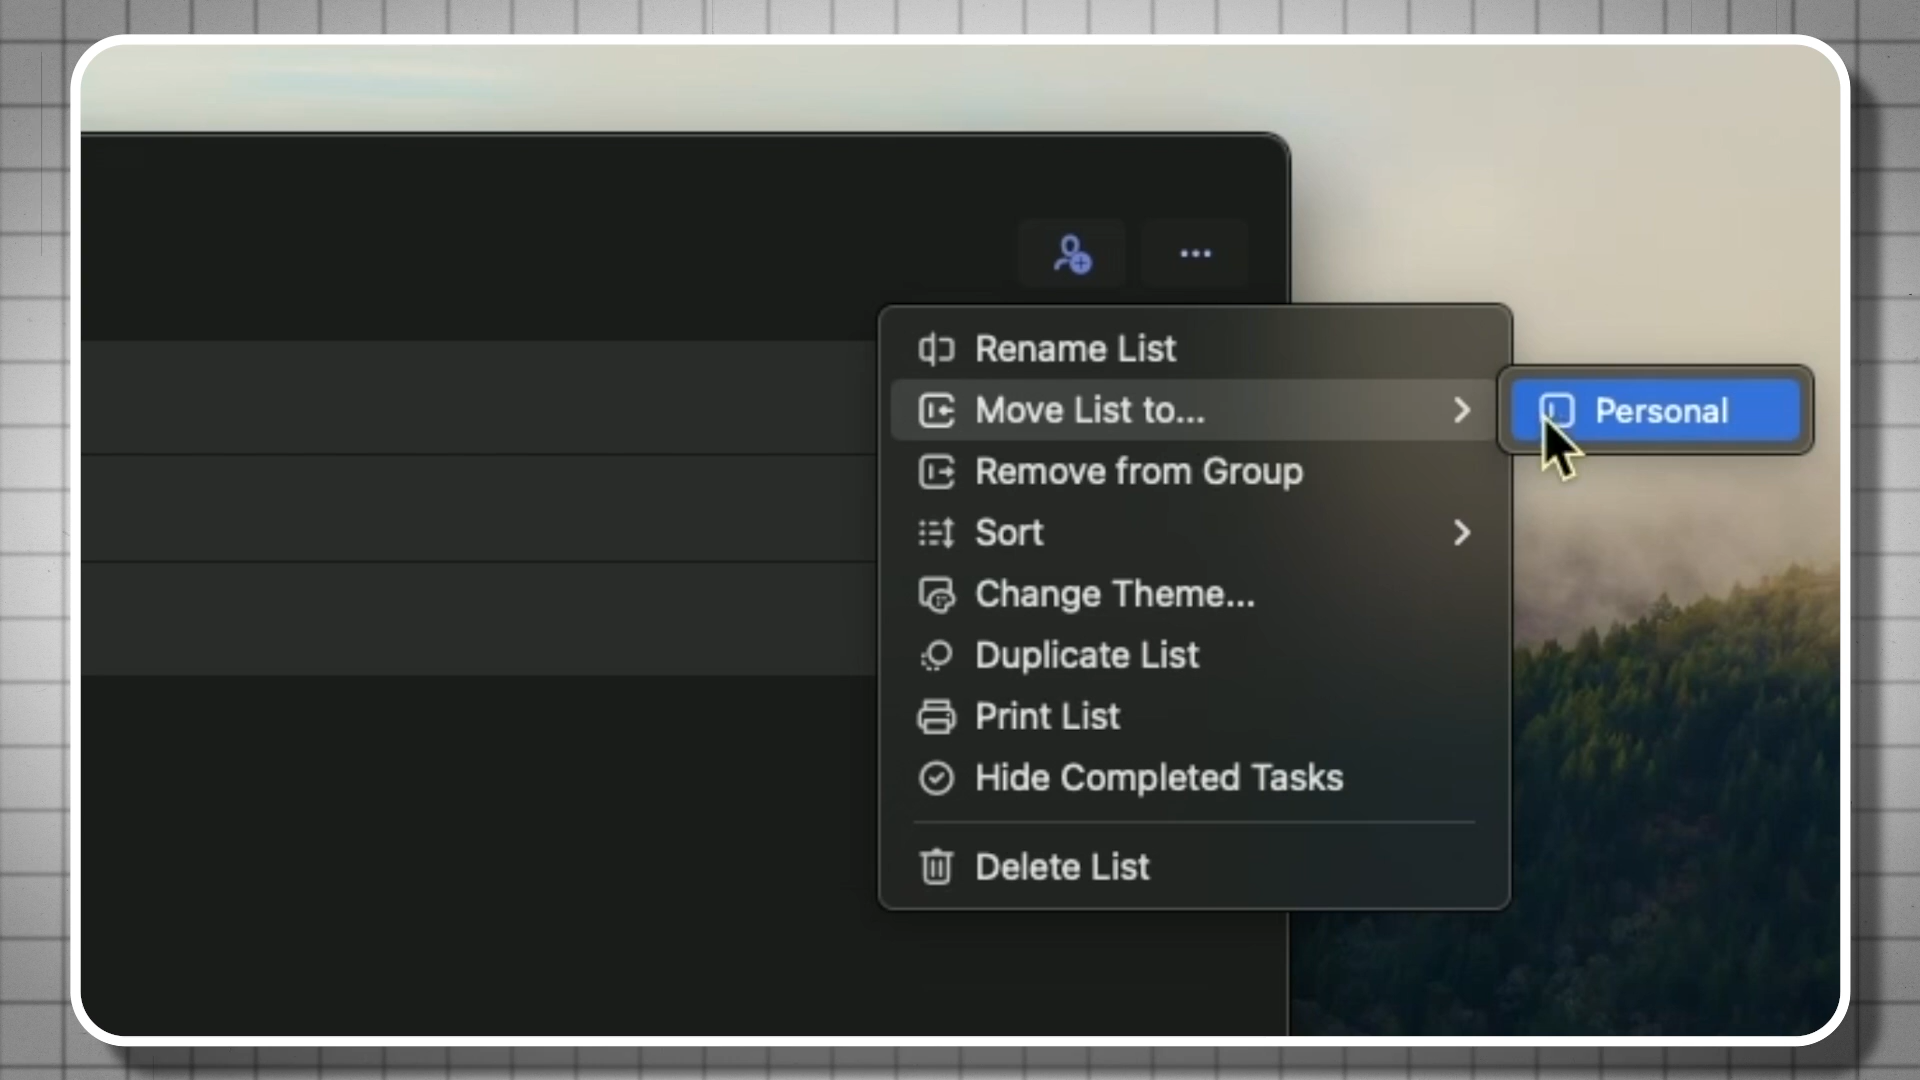 Rename List
Move List to...
Personal
Remove from Group
Sort
Change Theme...
Duplicate List
Print List
Hide Completed Tasks
Delete List